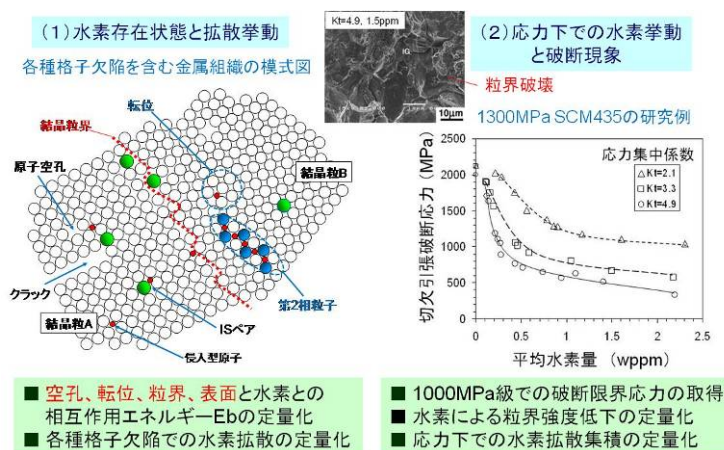 （１）水素存在状態と拡散挙動
各種格子欠陥を含む金属組織の模式図
転位
結晶粒界
原子空孔
結晶粒B
クラック
第2相粒子
ISペア
結晶粒A
侵入型原子
Kt=4.9, 1.5ppm
IG
10μm
粒界破壊
（２）応力下での水素挙動
と破断現象
1300MPa SCM435の研究例
切欠引張破断応力 (MPa)
2500
2000
1500
1000
500
0
応力集中係数
Kt=2.1
Kt=3.3
Kt=4.9
0
0.5
1
1.5
2
2.5
平均水素量 (wppm)
■ 空孔、転位、粒界、表面と水素との
相互作用エネルギーEbの定量化
■ 各種格子欠陥での水素拡散の定量化
■ 1000MPa級での破断限界応力の取得
■ 水素による粒界強度低下の定量化
■ 応力下での水素拡散集積の定量化